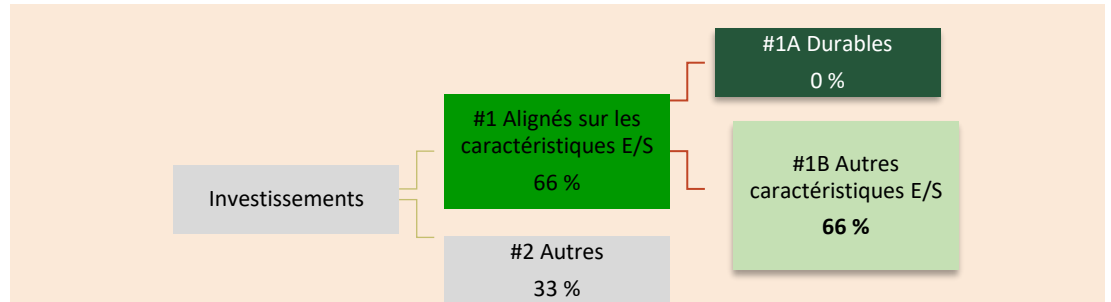 Investissements
#1 Alignés sur les
caractéristiques E/S
66 %
#2 Autres
33 %
#1A Durables
0 %
#1B Autres
caractéristiques E/S
66 %